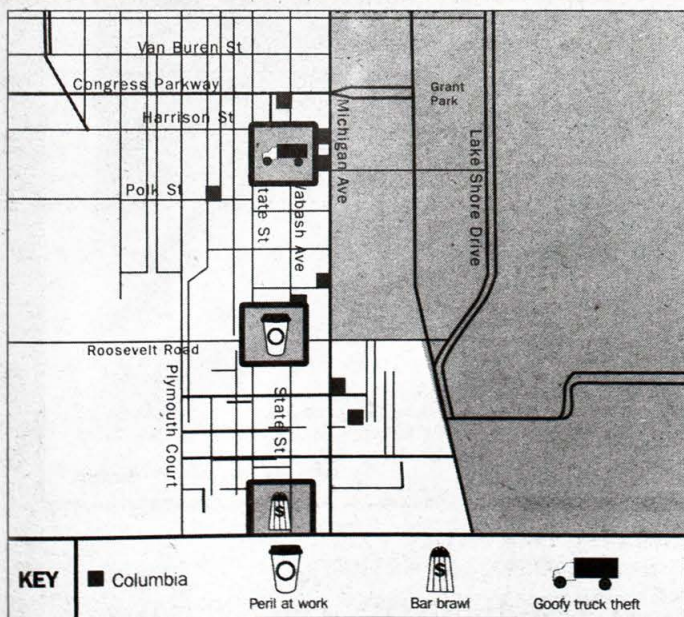 Van Buren St
Congress Parkway
Grant
Park
Harrison St
Michigan Ave
Lake Shore Drive
Polk St
tate St
abash Ave
Roosevelt Road
Plymouth Court
State St.
$
KEY
Columbia
$
Peril at work
Bar brawl
Goofy truck theft